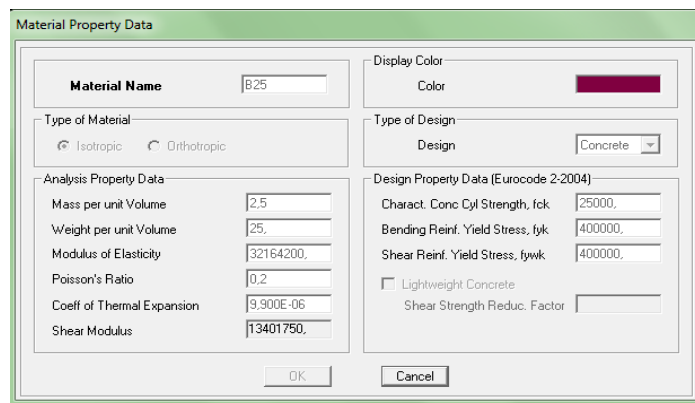 Material Property Data
Material Name B25
Display Color
Color
Type of Material
Isotropic Orthotropic
Type of Design
Design Concrete
Analysis Property Data
Mass per unit Volume 2,5
Weight per unit Volume 25,
Modulus of Elasticity 32164200,
Poisson's Ratio 0,2
Coeff of Thermal Expansion 9,900E-06
Shear Modulus 13401750,
Design Property Data (Eurocode 2-2004)
Charact. Conc Cyl Strength, fck 25000,
Bending Reinf. Yield Stress, fyk 400000,
Shear Reinf. Yield Stress, fywk 400000,
Lightweight Concrete
Shear Strength Reduc. Factor
OK Cancel